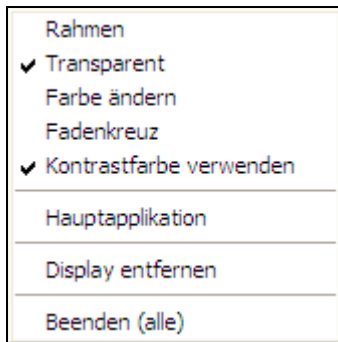 Rahmen
Transparent
Farbe ändern
Fadenkreuz
Kontrastfarbe verwenden
Hauptapplikation
Display entfernen
Beenden (alle)